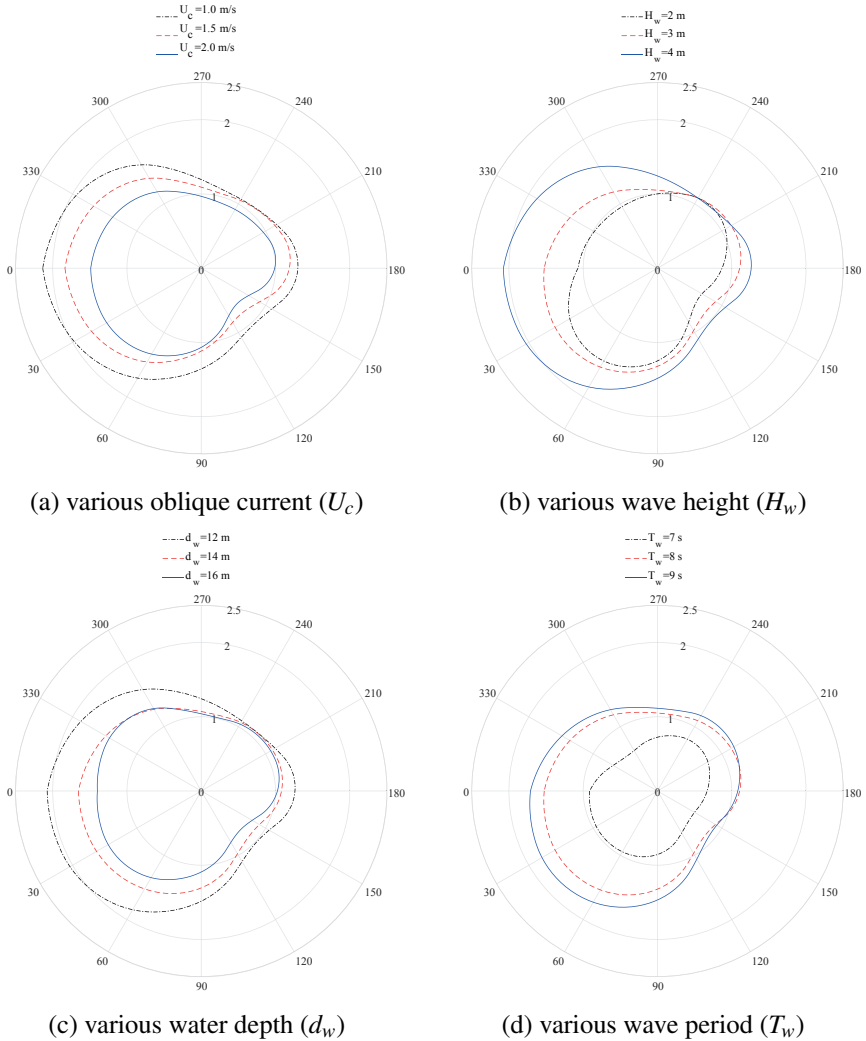 U_c=1.0 m/s
U_c=1.5 m/s
U_c=2.0 m/s
270
300 2.5 240
2
330 210
1
0 0 180
30 150
60 120
90
(a) various oblique current (U_c)
H_w=2 m
H_w=3 m
H_w=4 m
270
300 2.5 240
2
330 210
1
0 0 180
30 150
60 120
90
(b) various wave height (H_w)
d_w=12 m
d_w=14 m
d_w=16 m
270
300 2.5 240
2
330 210
1
0 0 180
30 150
60 120
90
(c) various water depth (d_w)
T_w=7 s
T_w=8 s
T_w=9 s
270
300 2.5 240
2
330 210
1
0 0 180
30 150
60 120
90
(d) various wave period (T_w)